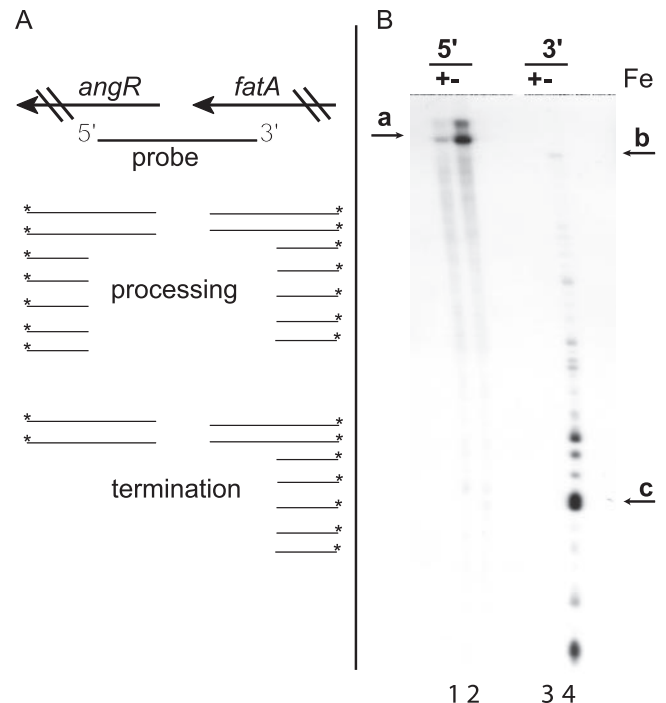 A
angR
fatA
5'
3'
probe
*
*
*
*
*
*
*
*
*
*
*
*
*
*
processing
*
*
*
*
*
*
*
*
*
termination
B
5'
3'
+-
+-
Fe
a
b
c
1 2
3 4